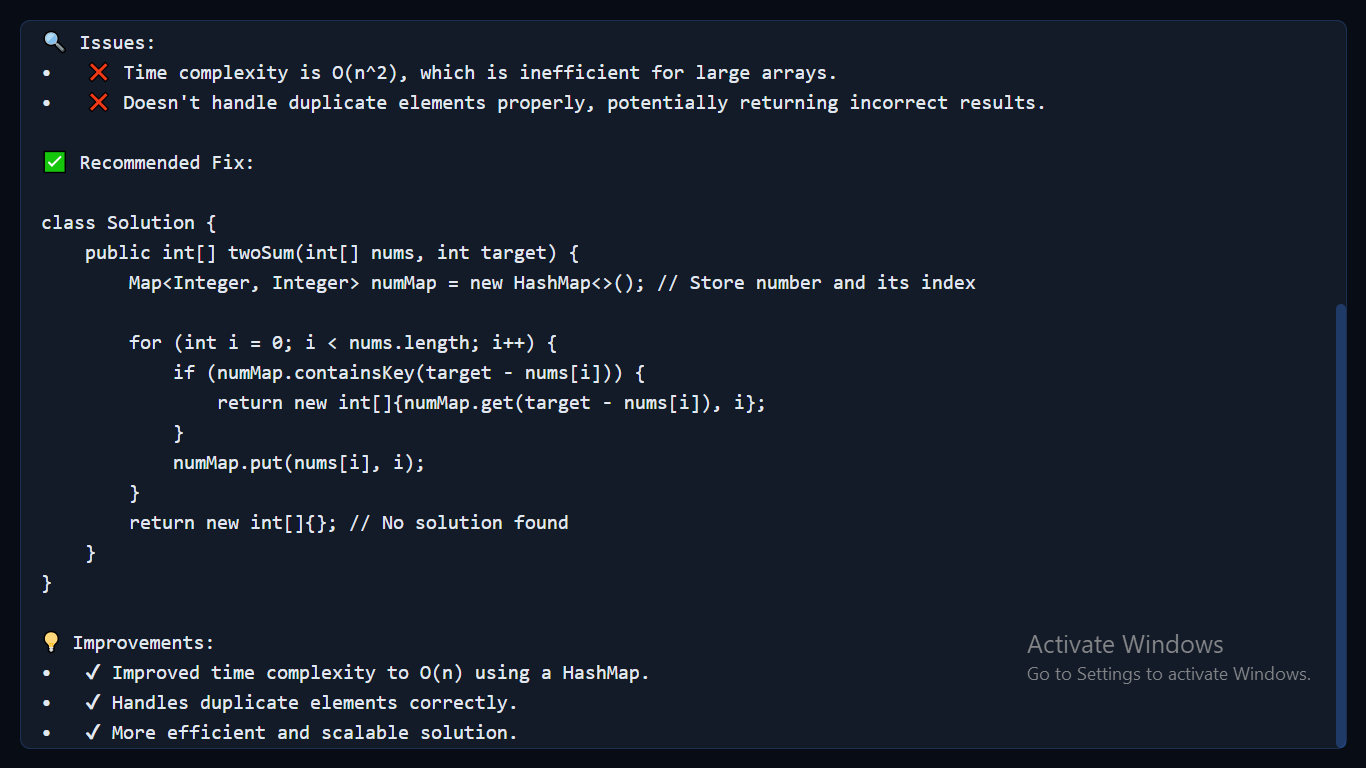 🔍 Issues:
• ❌ Time complexity is O(n^2), which is inefficient for large arrays.
• ❌ Doesn't handle duplicate elements properly, potentially returning incorrect results.
✅ Recommended Fix:
class Solution {
    public int[] twoSum(int[] nums, int target) {
        Map<Integer, Integer> numMap = new HashMap<>(); // Store number and its index
        for (int i = 0; i < nums.length; i++) {
            if (numMap.containsKey(target - nums[i])) {
                return new int[]{numMap.get(target - nums[i]), i};
            }
            numMap.put(nums[i], i);
        }
        return new int[]{}; // No solution found
    }
}
💡 Improvements:
• ✔ Improved time complexity to O(n) using a HashMap.
• ✔ Handles duplicate elements correctly.
• ✔ More efficient and scalable solution.
Activate Windows
Go to Settings to activate Windows.